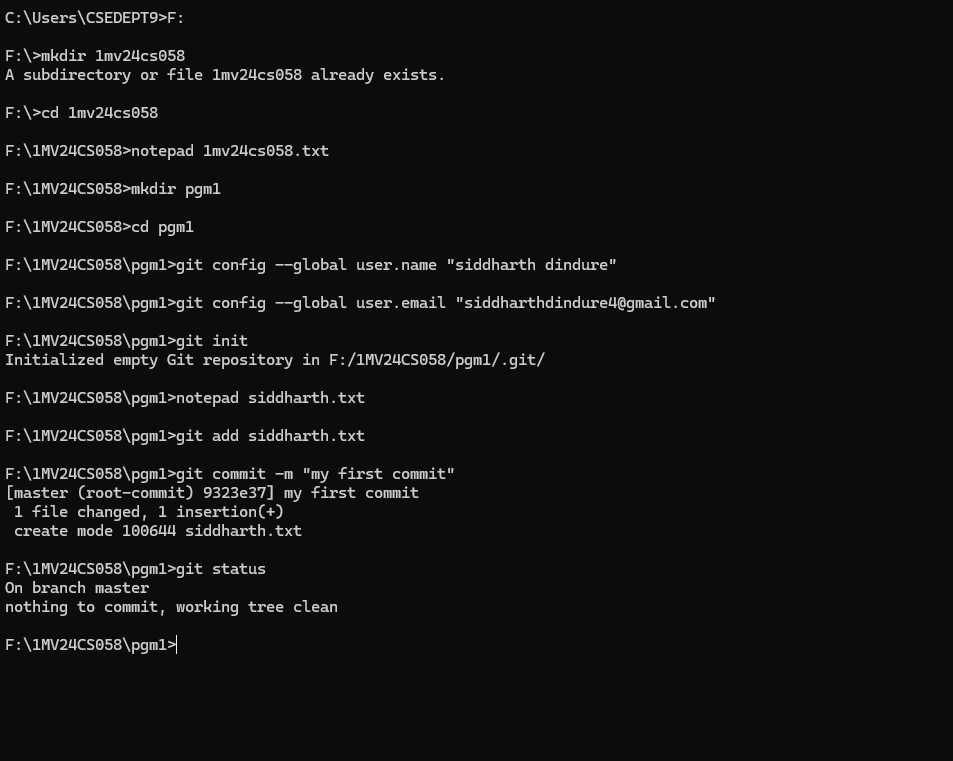 C:\Users\CSEDEPT9>F:
F:\>mkdir 1mv24cs058
A subdirectory or file 1mv24cs058 already exists.
F:\>cd 1mv24cs058
F:\1MV24CS058>notepad 1mv24cs058.txt
F:\1MV24CS058>mkdir pgm1
F:\1MV24CS058>cd pgm1
F:\1MV24CS058\pgm1>git config --global user.name "siddharth dindure"
F:\1MV24CS058\pgm1>git config --global user.email "siddharthdindure4@gmail.com"
F:\1MV24CS058\pgm1>git init
Initialized empty Git repository in F:/1MV24CS058/pgm1/.git/
F:\1MV24CS058\pgm1>notepad siddharth.txt
F:\1MV24CS058\pgm1>git add siddharth.txt
F:\1MV24CS058\pgm1>git commit -m "my first commit"
[master (root-commit) 9323e37] my first commit
 1 file changed, 1 insertion(+)
 create mode 100644 siddharth.txt
F:\1MV24CS058\pgm1>git status
On branch master
nothing to commit, working tree clean
F:\1MV24CS058\pgm1>